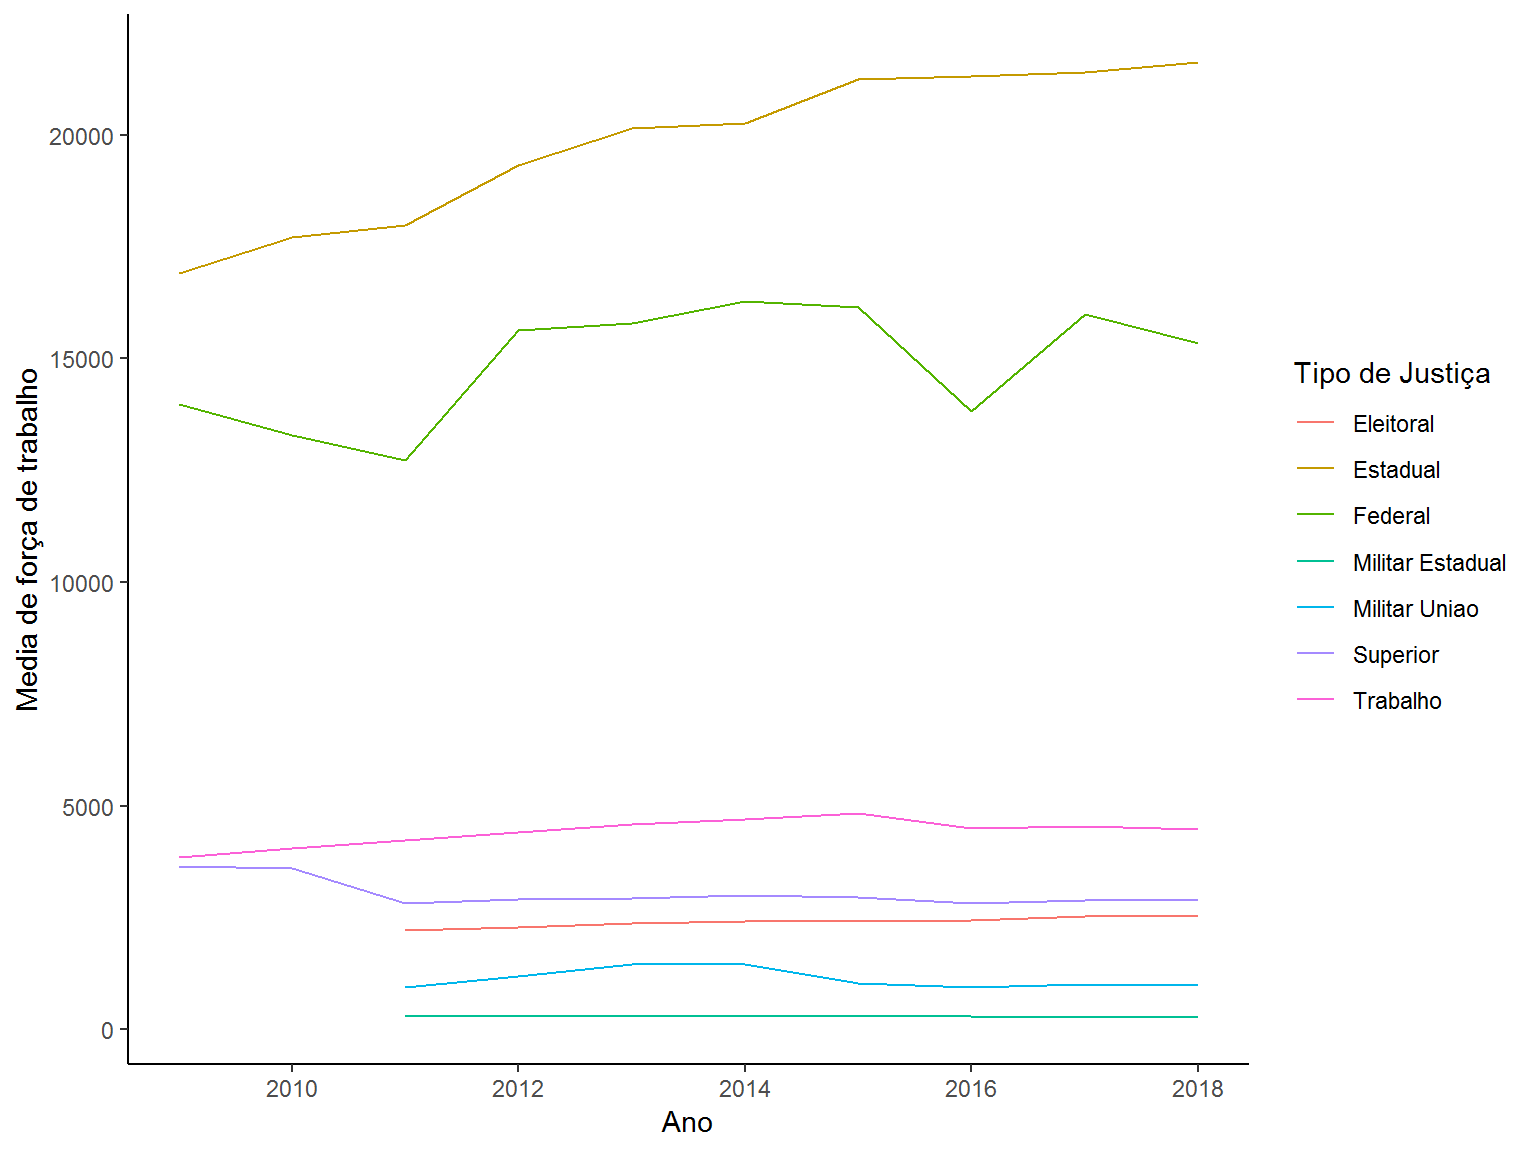 Media de força de trabalho
20000
15000
10000
5000
0
2010 2012 2014 2016 2018
Ano
Tipo de Justiça
Eleitoral
Estadual
Federal
Militar Estadual
Militar Uniao
Superior
Trabalho